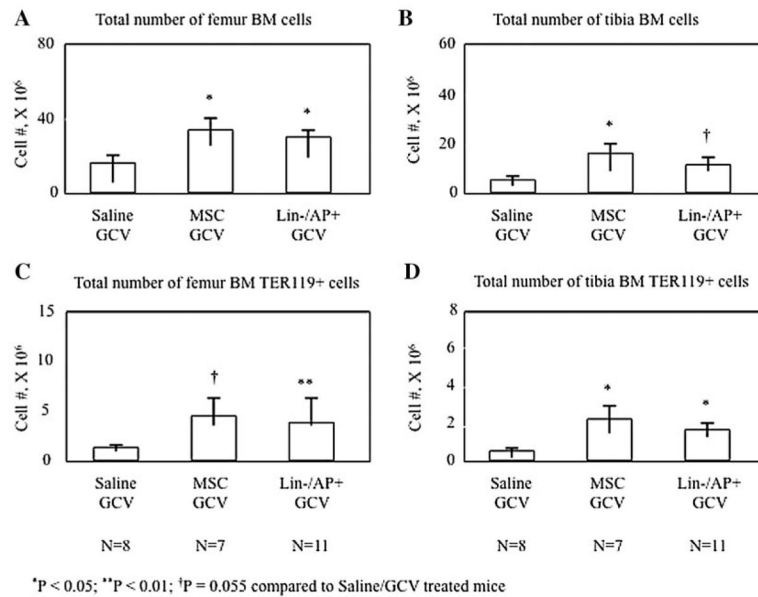 A Total number of femur BM cells
80
40
0
Cell #, X 10⁶
Saline GCV
MSC GCV
Lin-/AP+ GCV
*
*
B Total number of tibia BM cells
60
40
20
0
Cell #, X 10⁶
Saline GCV
MSC GCV
Lin-/AP+ GCV
*
†
C Total number of femur BM TER119+ cells
15
10
5
0
Cell #, X 10⁶
†
**
Saline GCV
MSC GCV
Lin-/AP+ GCV
N=8 N=7 N=11
D Total number of tibia BM TER119+ cells
8
6
4
2
0
Cell #, X 10⁶
*
*
Saline GCV
MSC GCV
Lin-/AP+ GCV
N=8 N=7 N=11
*P < 0.05; **P < 0.01; †P = 0.055 compared to Saline/GCV treated mice